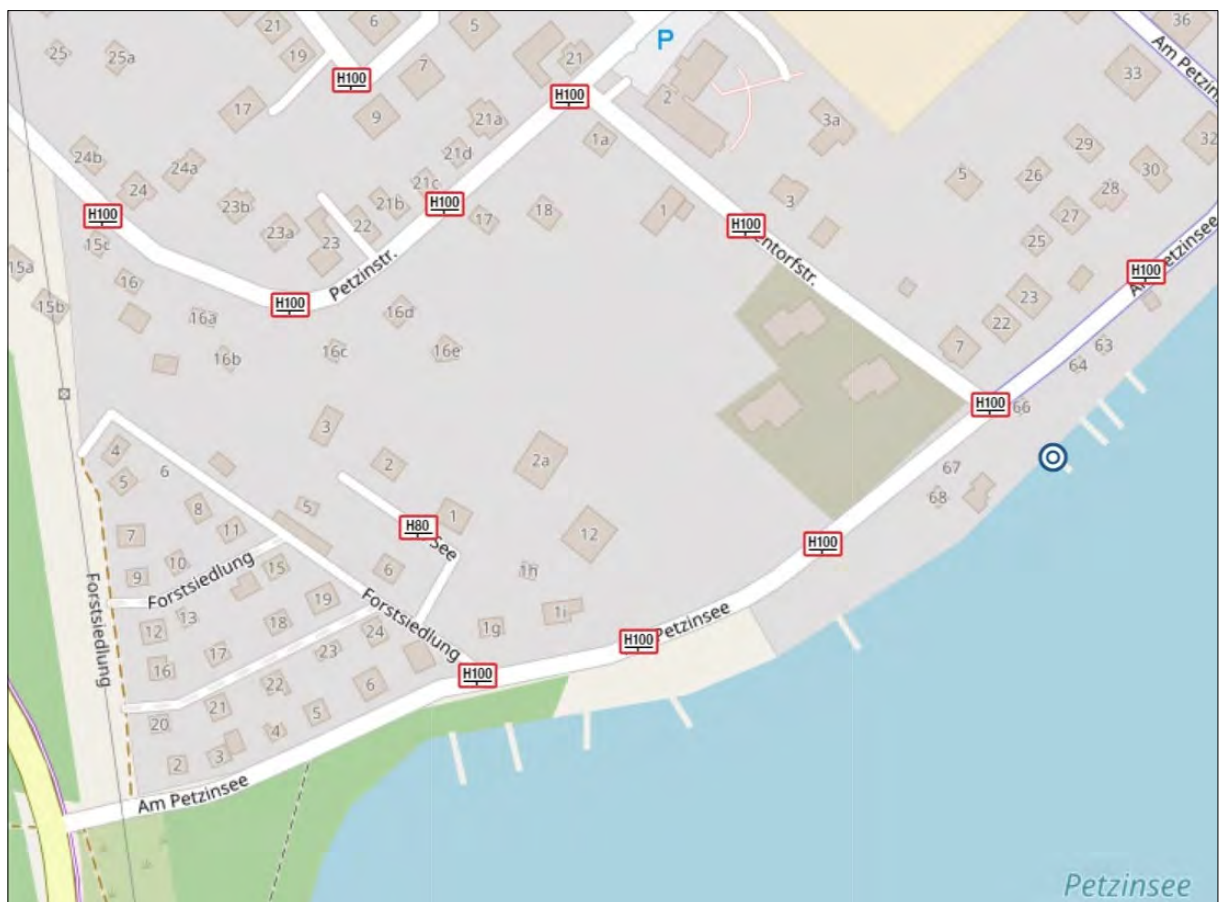 25
25a
21
19
6
5
7
17
9
21
P
2
36
Am Petzin
33
H100
H100
3a
21a
1a
24b
24a
24
21d
21c
21b
23b
23a
23
22
H100
H100
17
18
1
3
H100
5
29
26
30
32
28
27
25
15c
15a
15b
16
Petzinstr.
H100
16a
16b
16c
16d
16e
entorfstr.
23
22
7
H100
Petzinsee
63
64
66
H100
67
68
3
2
2a
4
5
6
8
5
11
7
10
9
15
Forstsiedlung
Forstsiedlung
1
H80
See
12
H100
1h
6
13
12
19
18
Forstsiedlung
1g
1i
H100
Petzinsee
16
17
24
23
H100
22
6
21
20
5
4
3
2
Am Petzinsee
Petzinsee